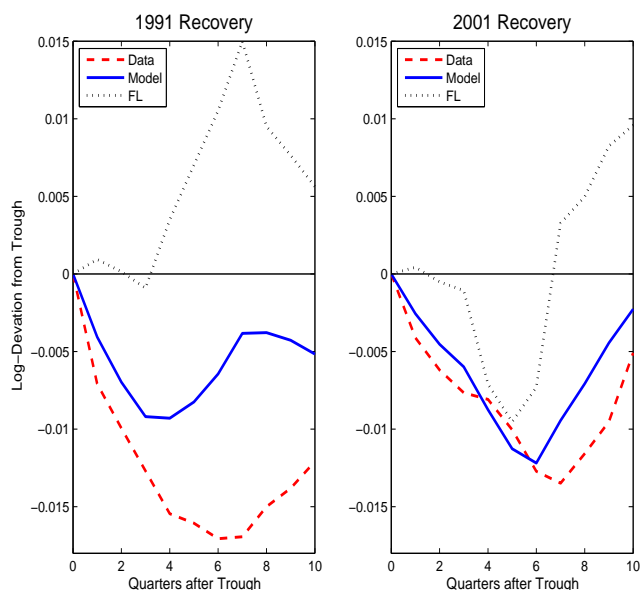 1991 Recovery
2001 Recovery
Log-Devation from Trough
0.015
0.01
0.005
0
-0.005
-0.01
-0.015
Data
Model
FL
0 2 4 6 8 10
Quarters after Trough
0.015
0.01
0.005
0
-0.005
-0.01
-0.015
Data
Model
FL
0 2 4 6 8 10
Quarters after Trough